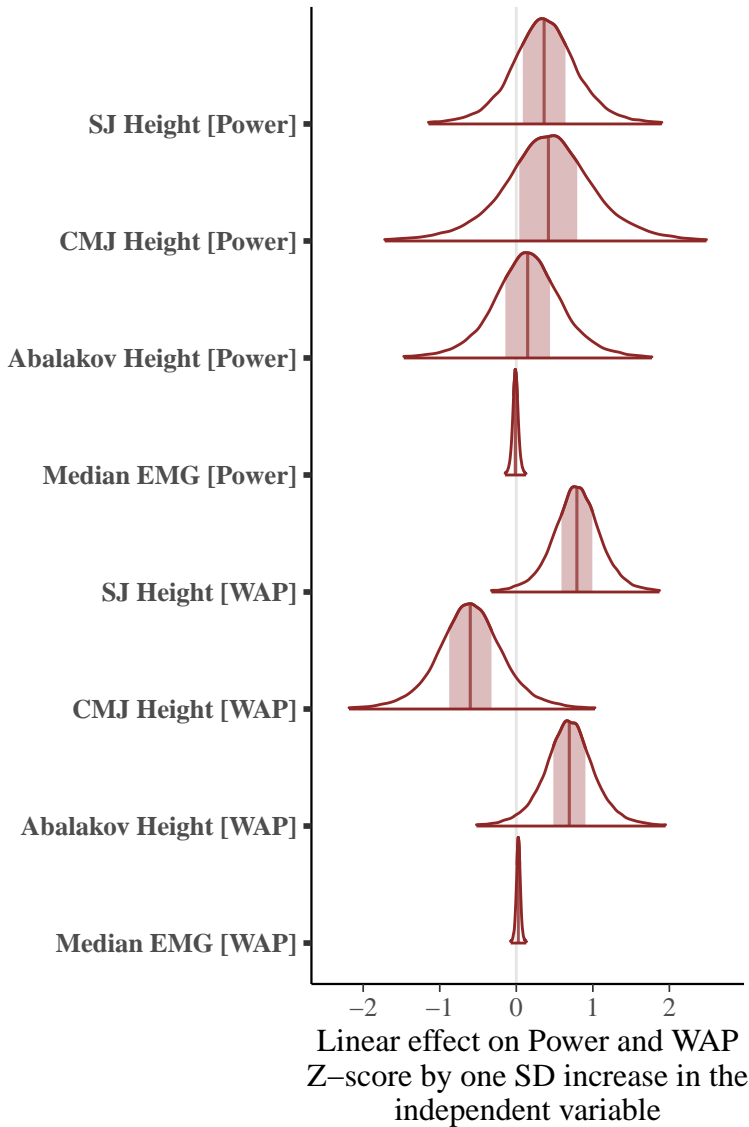 SJ Height [Power]
CMJ Height [Power]
Abalakov Height [Power]
Median EMG [Power]
SJ Height [WAP]
CMJ Height [WAP]
Abalakov Height [WAP]
Median EMG [WAP]
−2 −1 0 1 2
Linear effect on Power and WAP
Z−score by one SD increase in the
independent variable